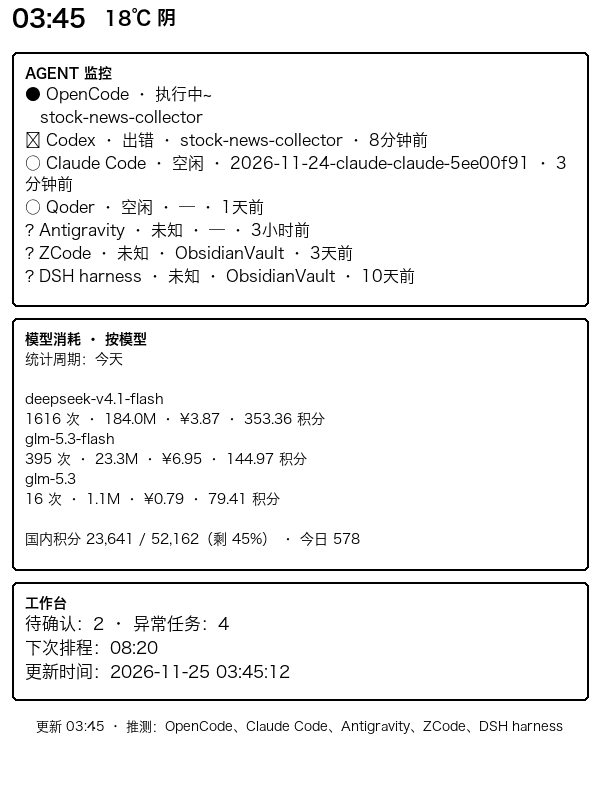 03:45 18℃ 阴
AGENT 监控
● OpenCode · 执行中~
stock-news-collector
☒ Codex · 出错 · stock-news-collector · 8分钟前
○ Claude Code · 空闲 · 2026-11-24-claude-claude-5ee00f91 · 3
分钟前
○ Qoder · 空闲 · — · 1天前
? Antigravity · 未知 · — · 3小时前
? ZCode · 未知 · ObsidianVault · 3天前
? DSH harness · 未知 · ObsidianVault · 10天前
模型消耗 · 按模型
统计周期：今天
deepseek-v4.1-flash
1616 次 · 184.0M · ¥3.87 · 353.36 积分
glm-5.3-flash
395 次 · 23.3M · ¥6.95 · 144.97 积分
glm-5.3
16 次 · 1.1M · ¥0.79 · 79.41 积分
国内积分 23,641 / 52,162（剩 45%） · 今日 578
工作台
待确认：2 · 异常任务：4
下次排程：08:20
更新时间：2026-11-25 03:45:12
更新 03:45 · 推测：OpenCode、Claude Code、Antigravity、ZCode、DSH harness